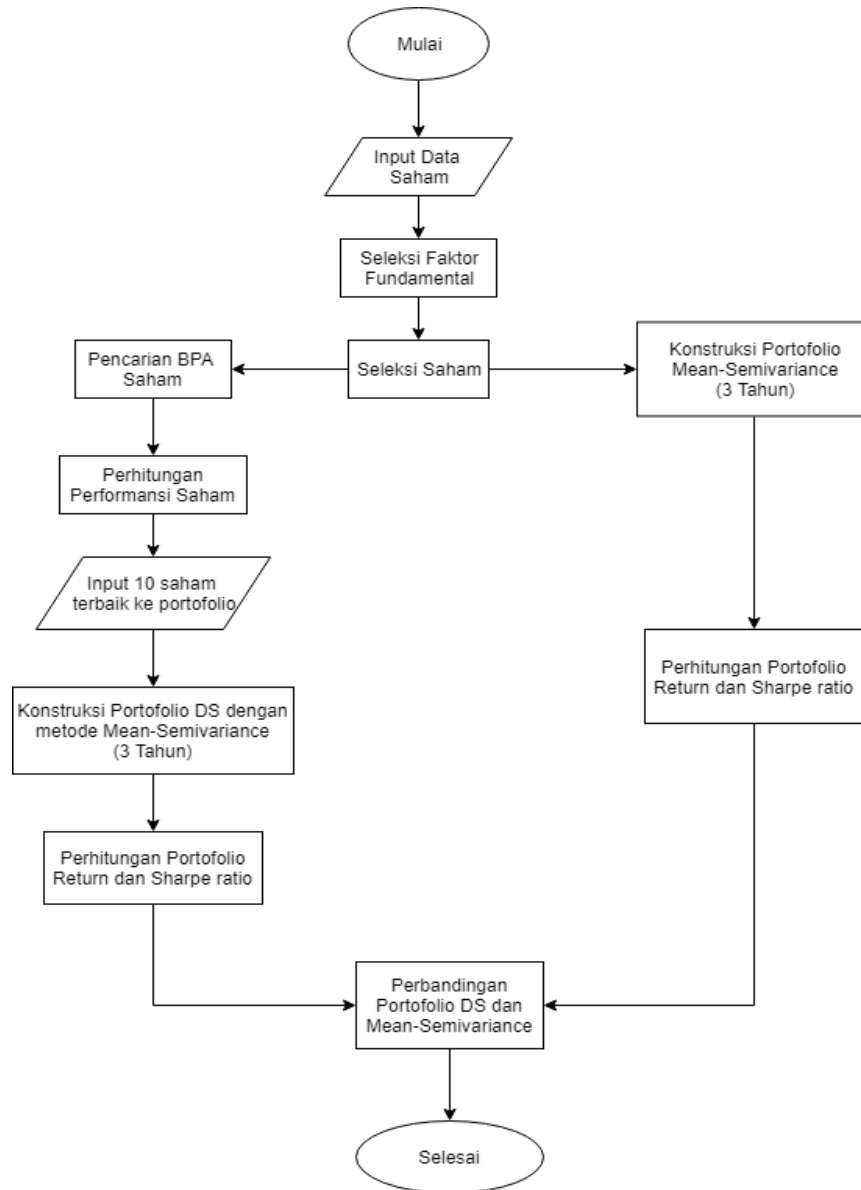 Mulai
Input Data
Saham
Seleksi Faktor
Fundamental
Seleksi Saham
Pencarian BPA
Saham
Perhitungan
Performansi Saham
Input 10 saham
terbaik ke portofolio
Konstruksi Portofolio DS dengan
metode Mean-Semivariance
(3 Tahun)
Perhitungan Portofolio
Return dan Sharpe ratio
Konstruksi Portofolio
Mean-Semivariance
(3 Tahun)
Perhitungan Portofolio
Return dan Sharpe ratio
Perbandingan
Portofolio DS dan
Mean-Semivariance
Selesai